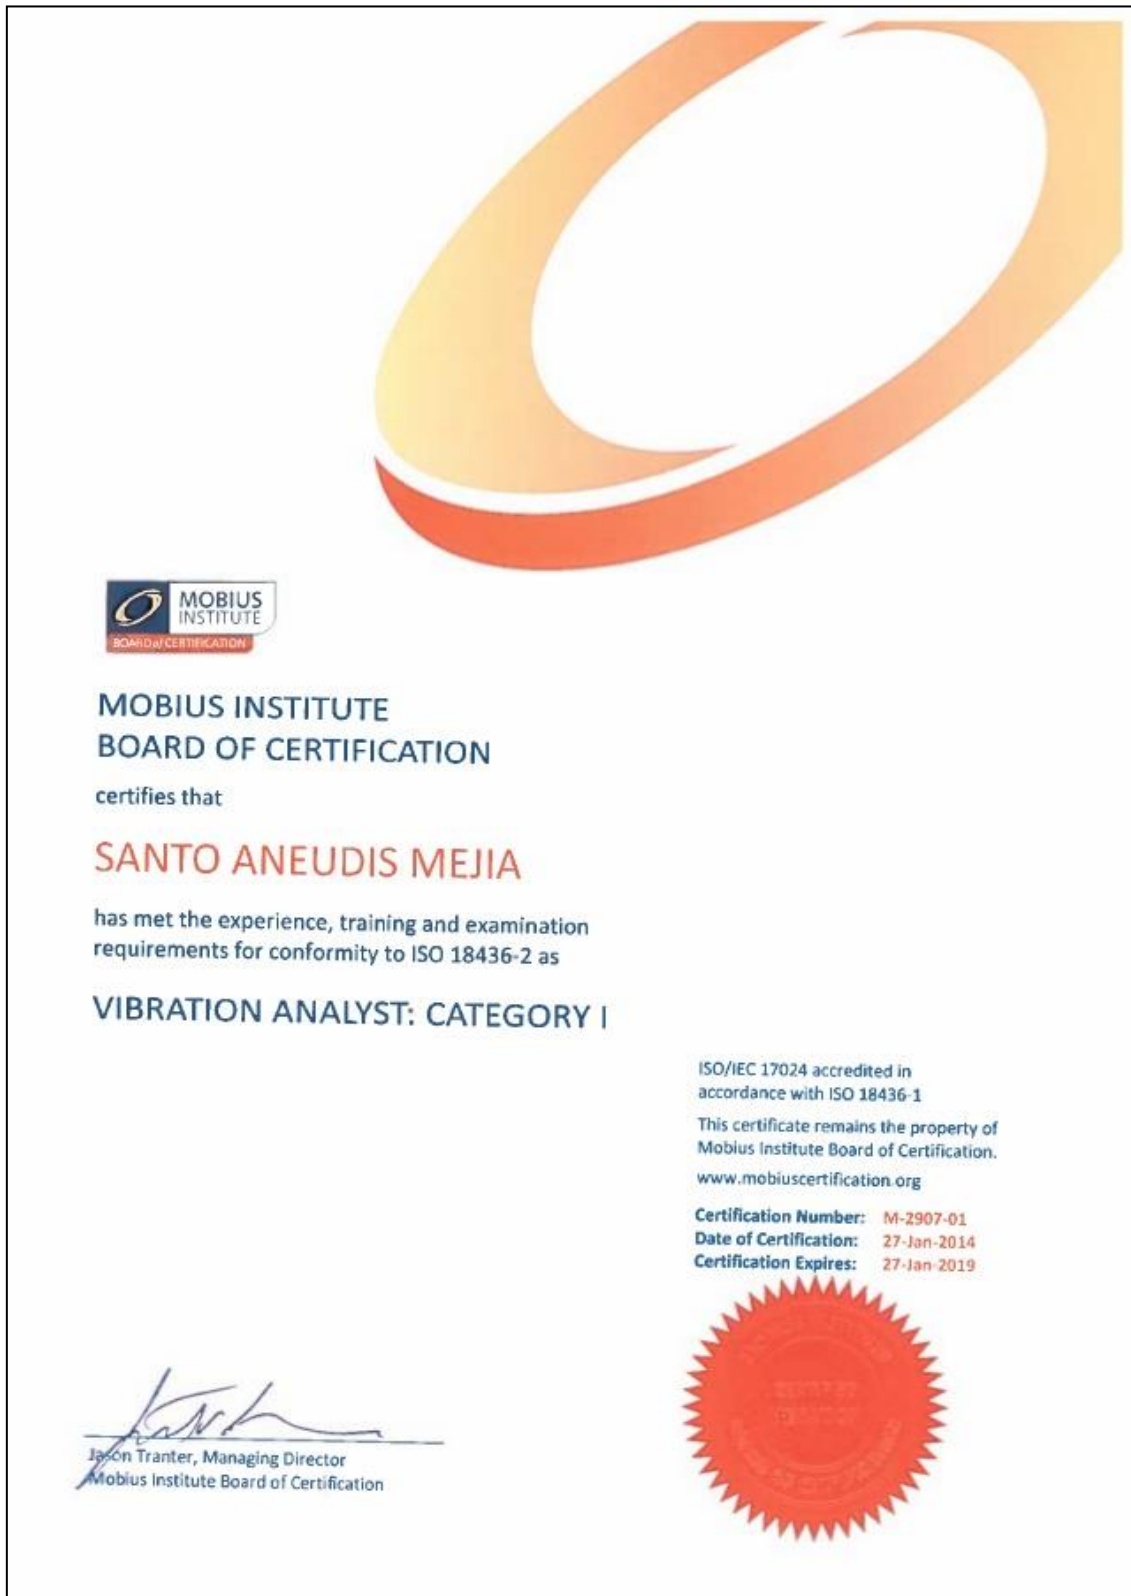 MOBIUS
INSTITUTE
BOARD of CERTIFICATION
MOBIUS INSTITUTE
BOARD OF CERTIFICATION
certifies that
SANTO ANEUDIS MEJIA
has met the experience, training and examination
requirements for conformity to ISO 18436-2 as
VIBRATION ANALYST: CATEGORY I
ISO/IEC 17024 accredited in
accordance with ISO 18436-1
This certificate remains the property of
Mobius Institute Board of Certification.
www.mobiuscertification.org
Certification Number: M-2907-01
Date of Certification: 27-Jan-2014
Certification Expires: 27-Jan-2019
Jason Tranter, Managing Director
Mobius Institute Board of Certification